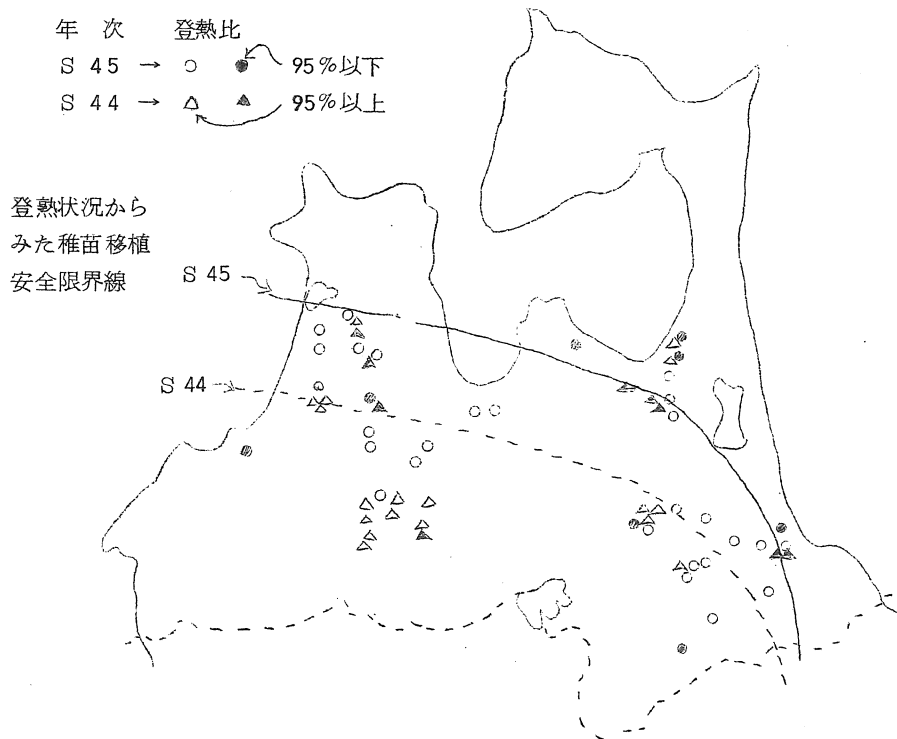 年 次 登熟比
S 45 → ○ ● 95%以下
S 44 → △ ▲ 95%以上
登熟状況から
みた稚苗移植
安全限界線
S 45
S 44